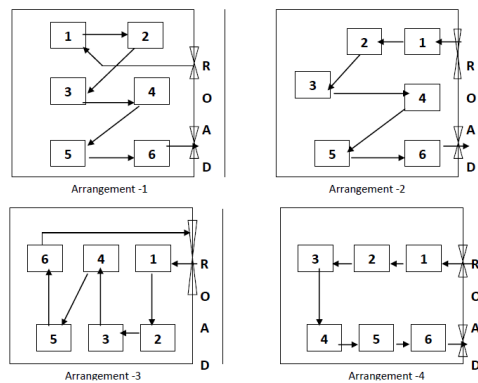 1 2
R
3 4
O
A
5 6
D
Arrangement -1
2 1
R
3
4
O
A
5 6
D
Arrangement -2
6 4 1
R
O
5 3 2
A
D
Arrangement -3
3 2 1
R
O
4 5 6
A
D
Arrangement -4